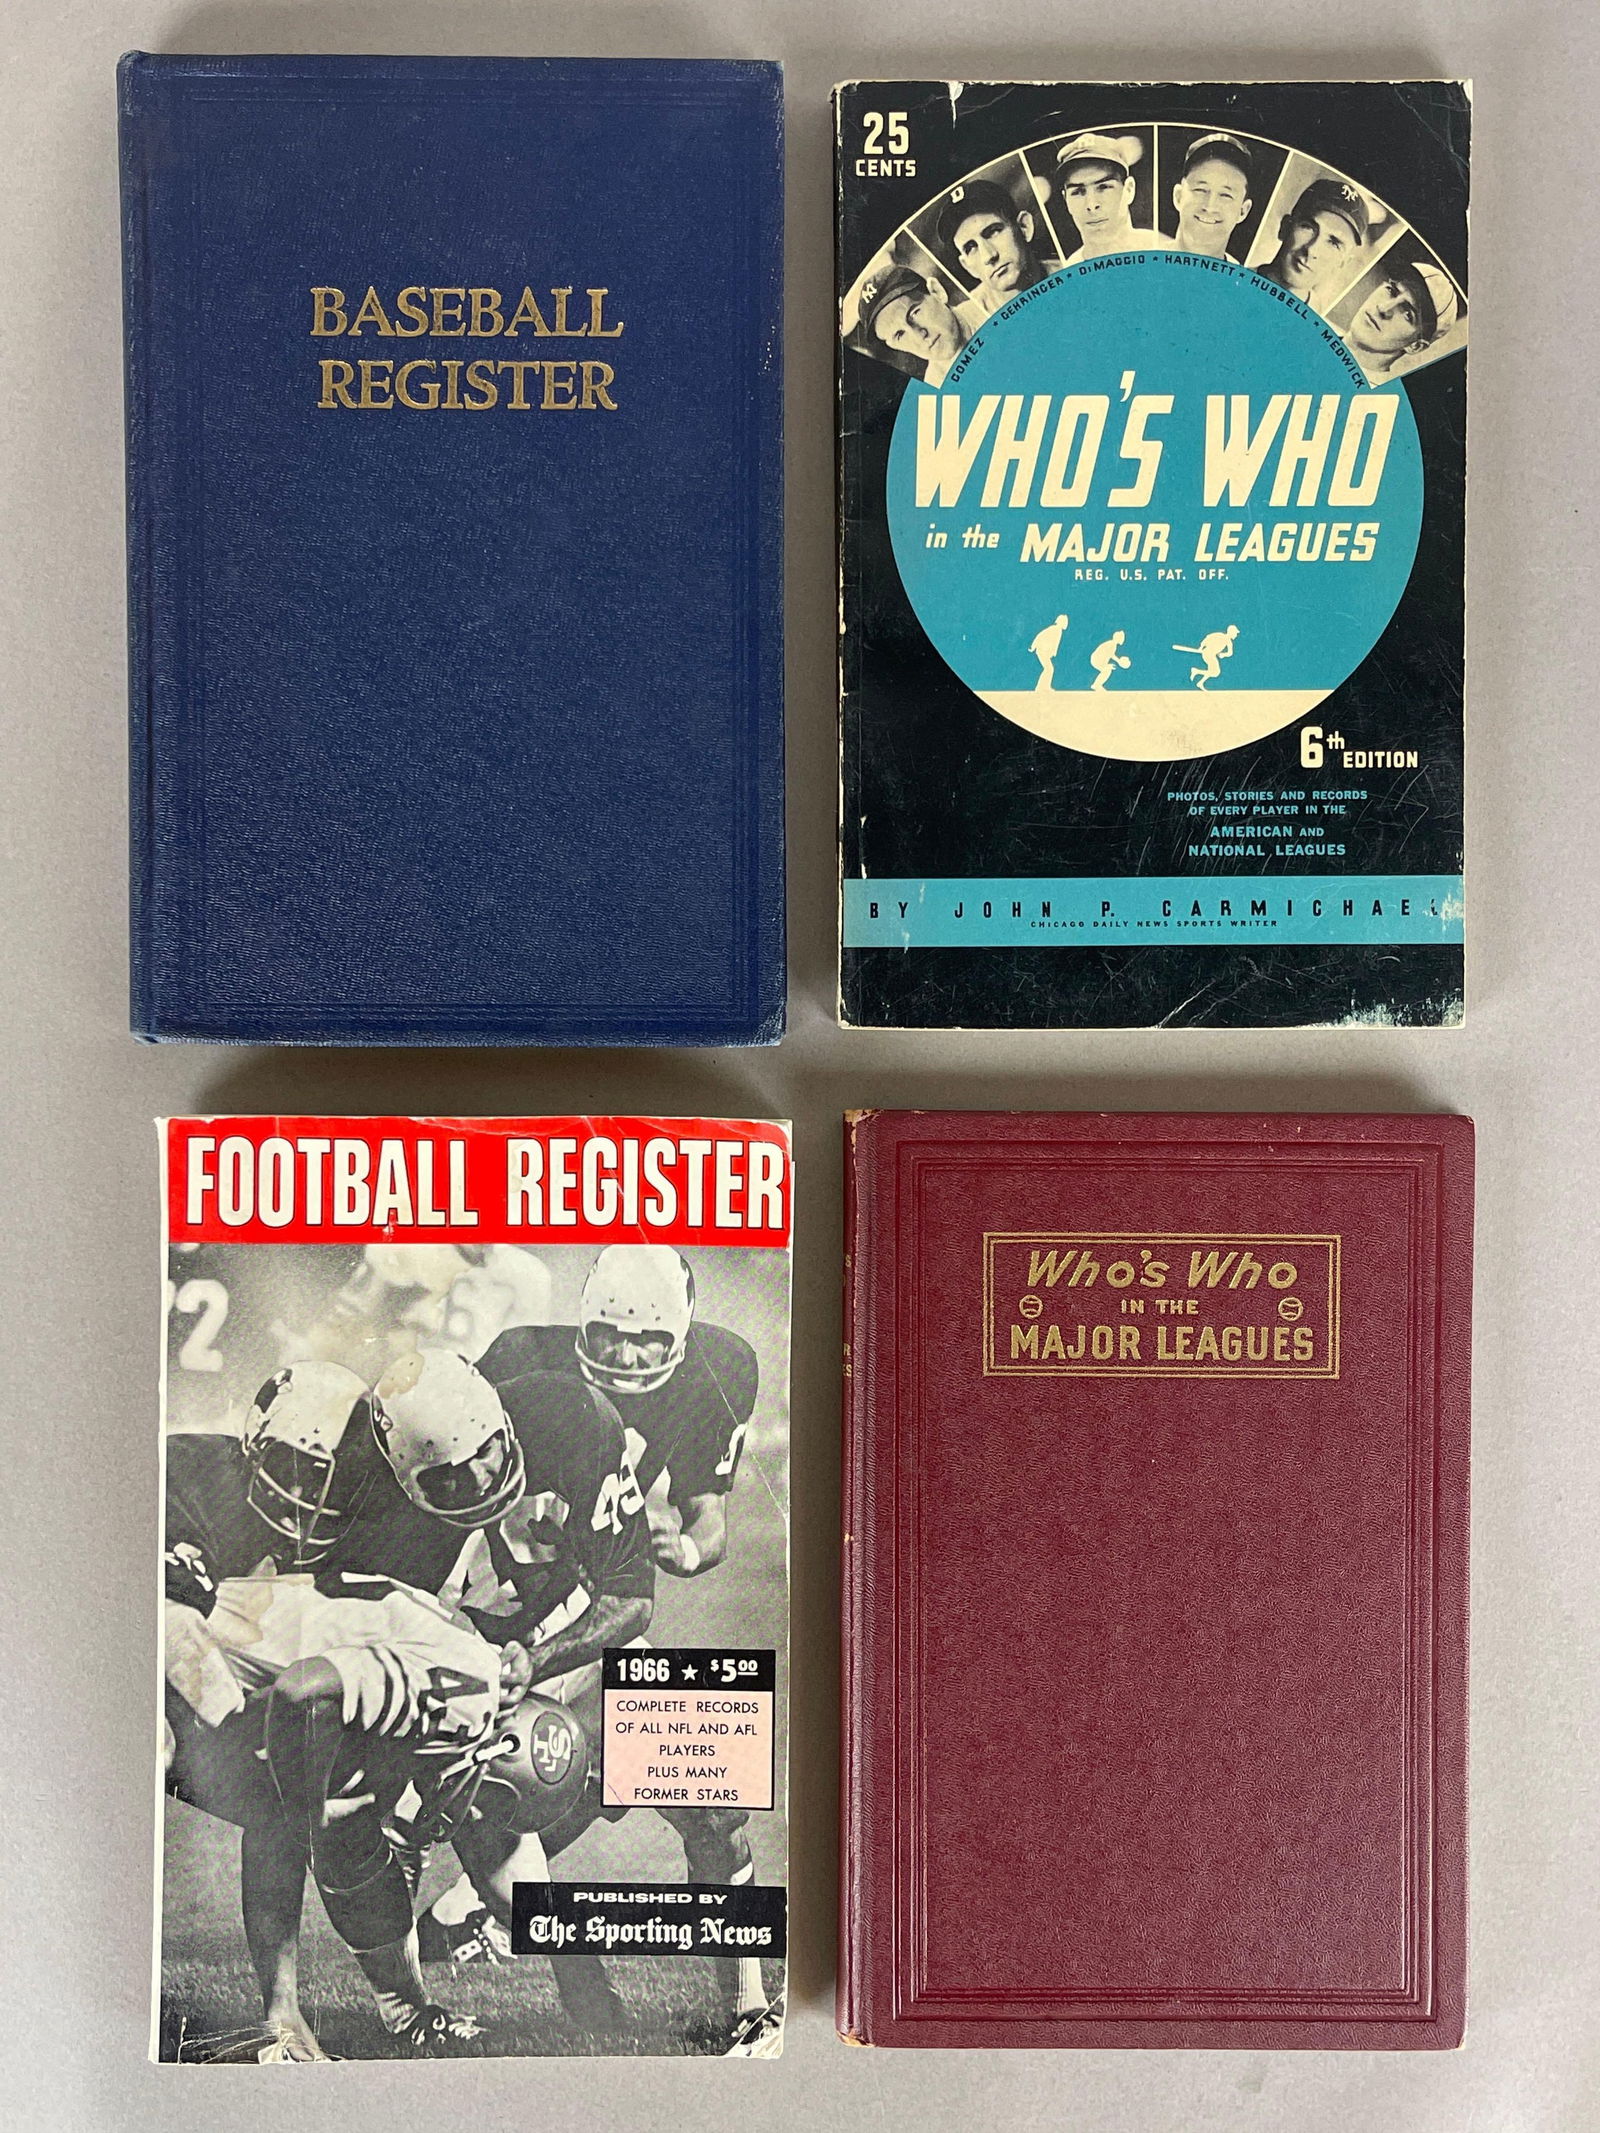 BASEBALL
REGISTER
25
CENTS
GOMEZ * GEHRINGER * DiMAGGIO * HARTNETT * HUBBELL * MEDWICK
WHO'S WHO
in the MAJOR LEAGUES
REG. U.S. PAT. OFF.
6th EDITION
PHOTOS, STORIES AND RECORDS
OF EVERY PLAYER IN THE
AMERICAN AND
NATIONAL LEAGUES
BY JOHN P. CARMICHAEL
CHICAGO DAILY NEWS SPORTS WRITER
FOOTBALL REGISTER
1966 ★ $5.00
COMPLETE RECORDS
OF ALL NFL AND AFL
PLAYERS
PLUS MANY
FORMER STARS
PUBLISHED BY
The Sporting News
Who's Who
IN THE
MAJOR LEAGUES